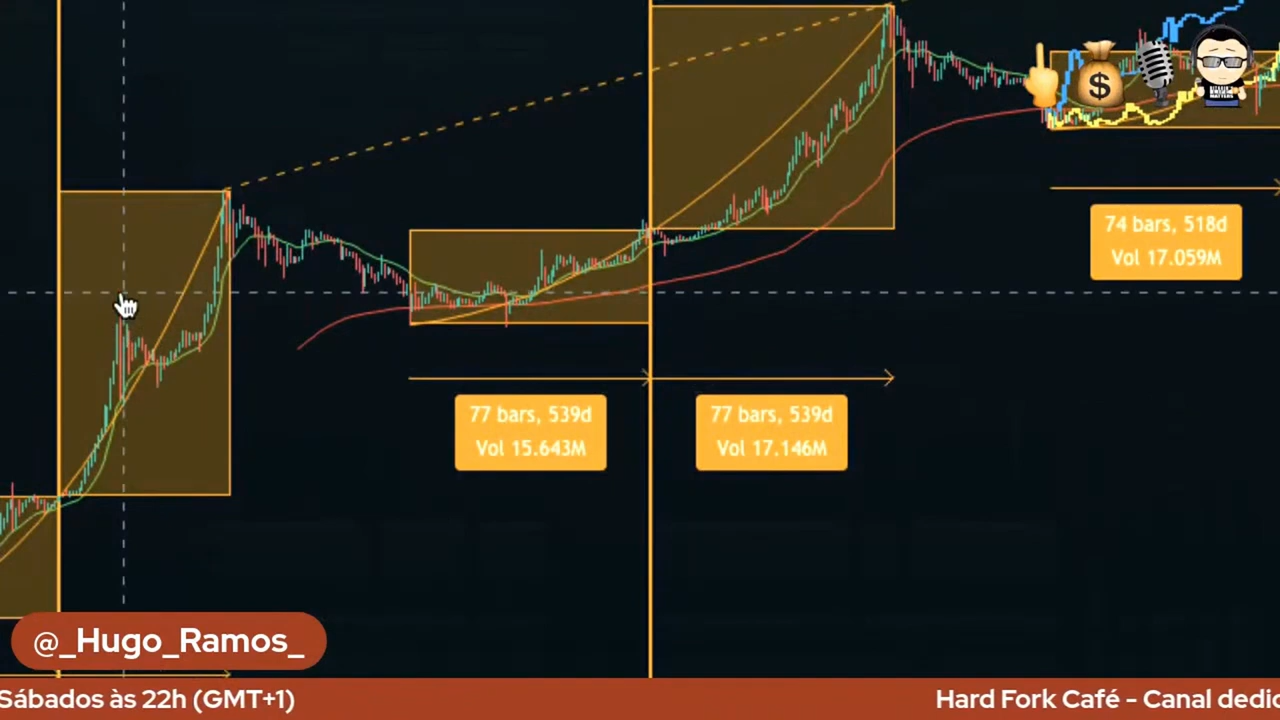 74 bars, 518d
Vol 17.059M
77 bars, 539d
Vol 15.643M
77 bars, 539d
Vol 17.146M
@_Hugo_Ramos_
Sábados às 22h (GMT+1)
Hard Fork Café - Canal dedic